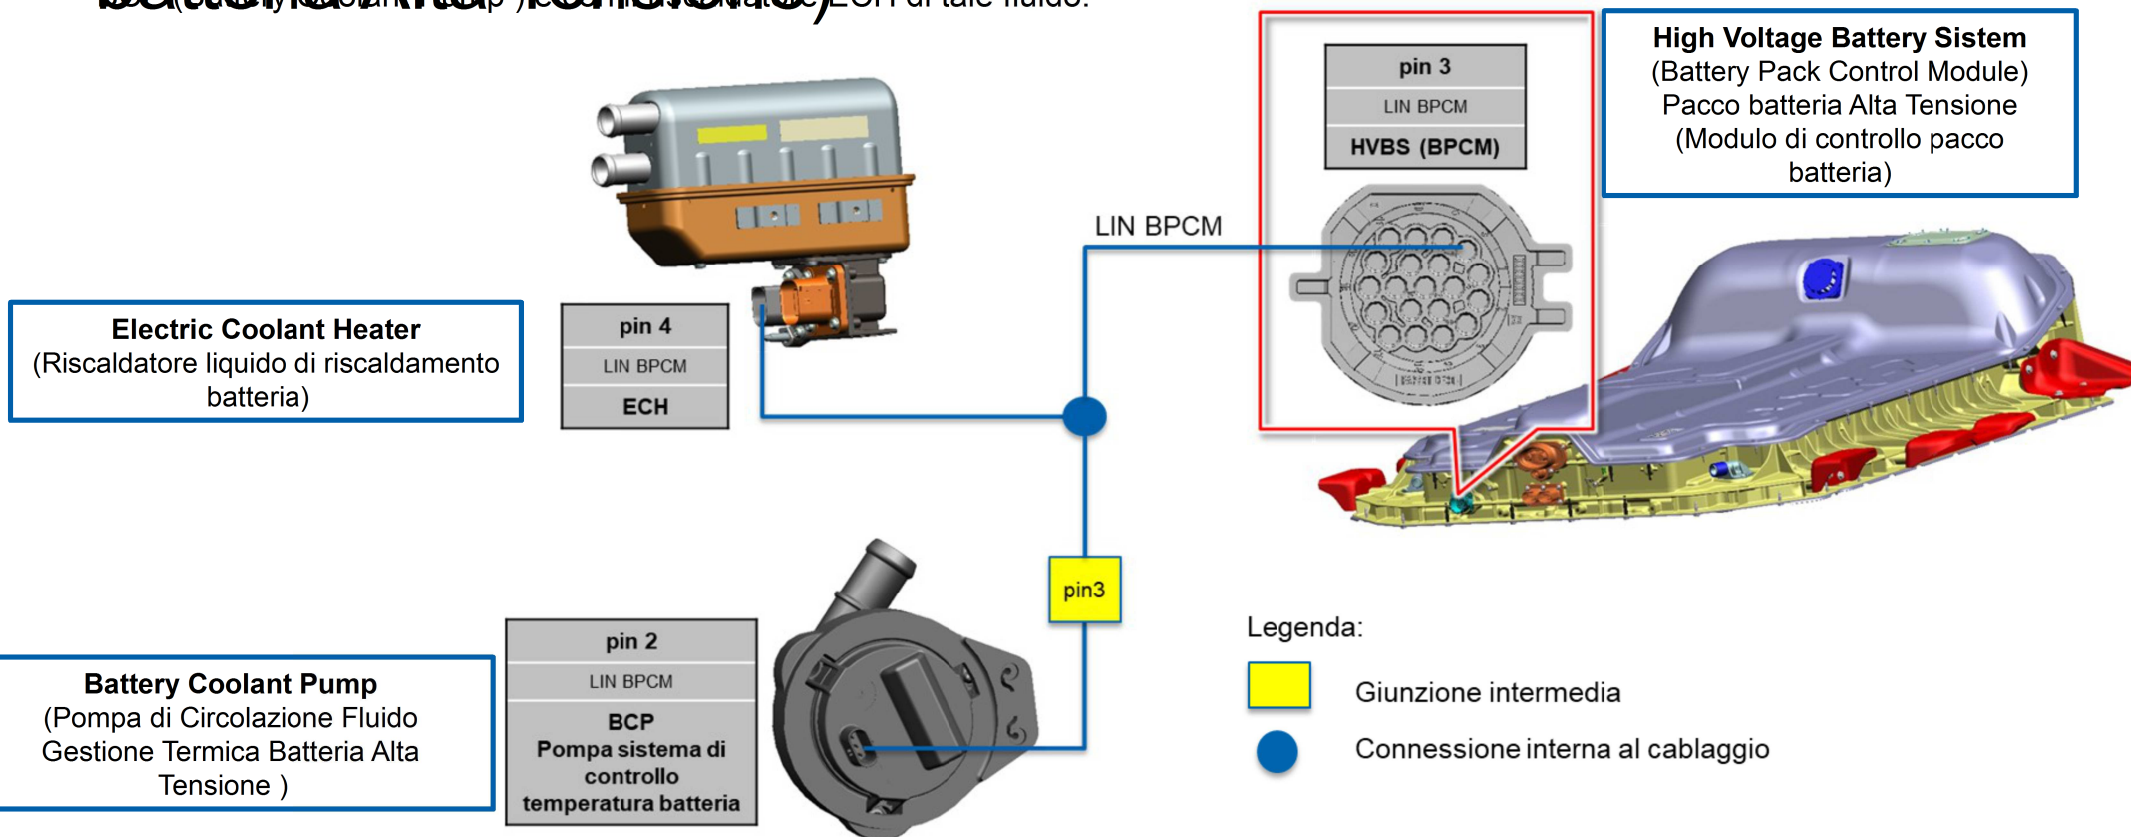 batteria Alta Tensione)
pin 3
LIN BPCM
HVBS (BPCM)
High Voltage Battery Sistem
(Battery Pack Control Module)
Pacco batteria Alta Tensione
(Modulo di controllo pacco
batteria)
LIN BPCM
Electric Coolant Heater
(Riscaldatore liquido di riscaldamento
batteria)
pin 4
LIN BPCM
ECH
pin3
Battery Coolant Pump
(Pompa di Circolazione Fluido
Gestione Termica Batteria Alta
Tensione )
pin 2
LIN BPCM
BCP
Pompa sistema di
controllo
temperatura batteria
Legenda:
Giunzione intermedia
Connessione interna al cablaggio